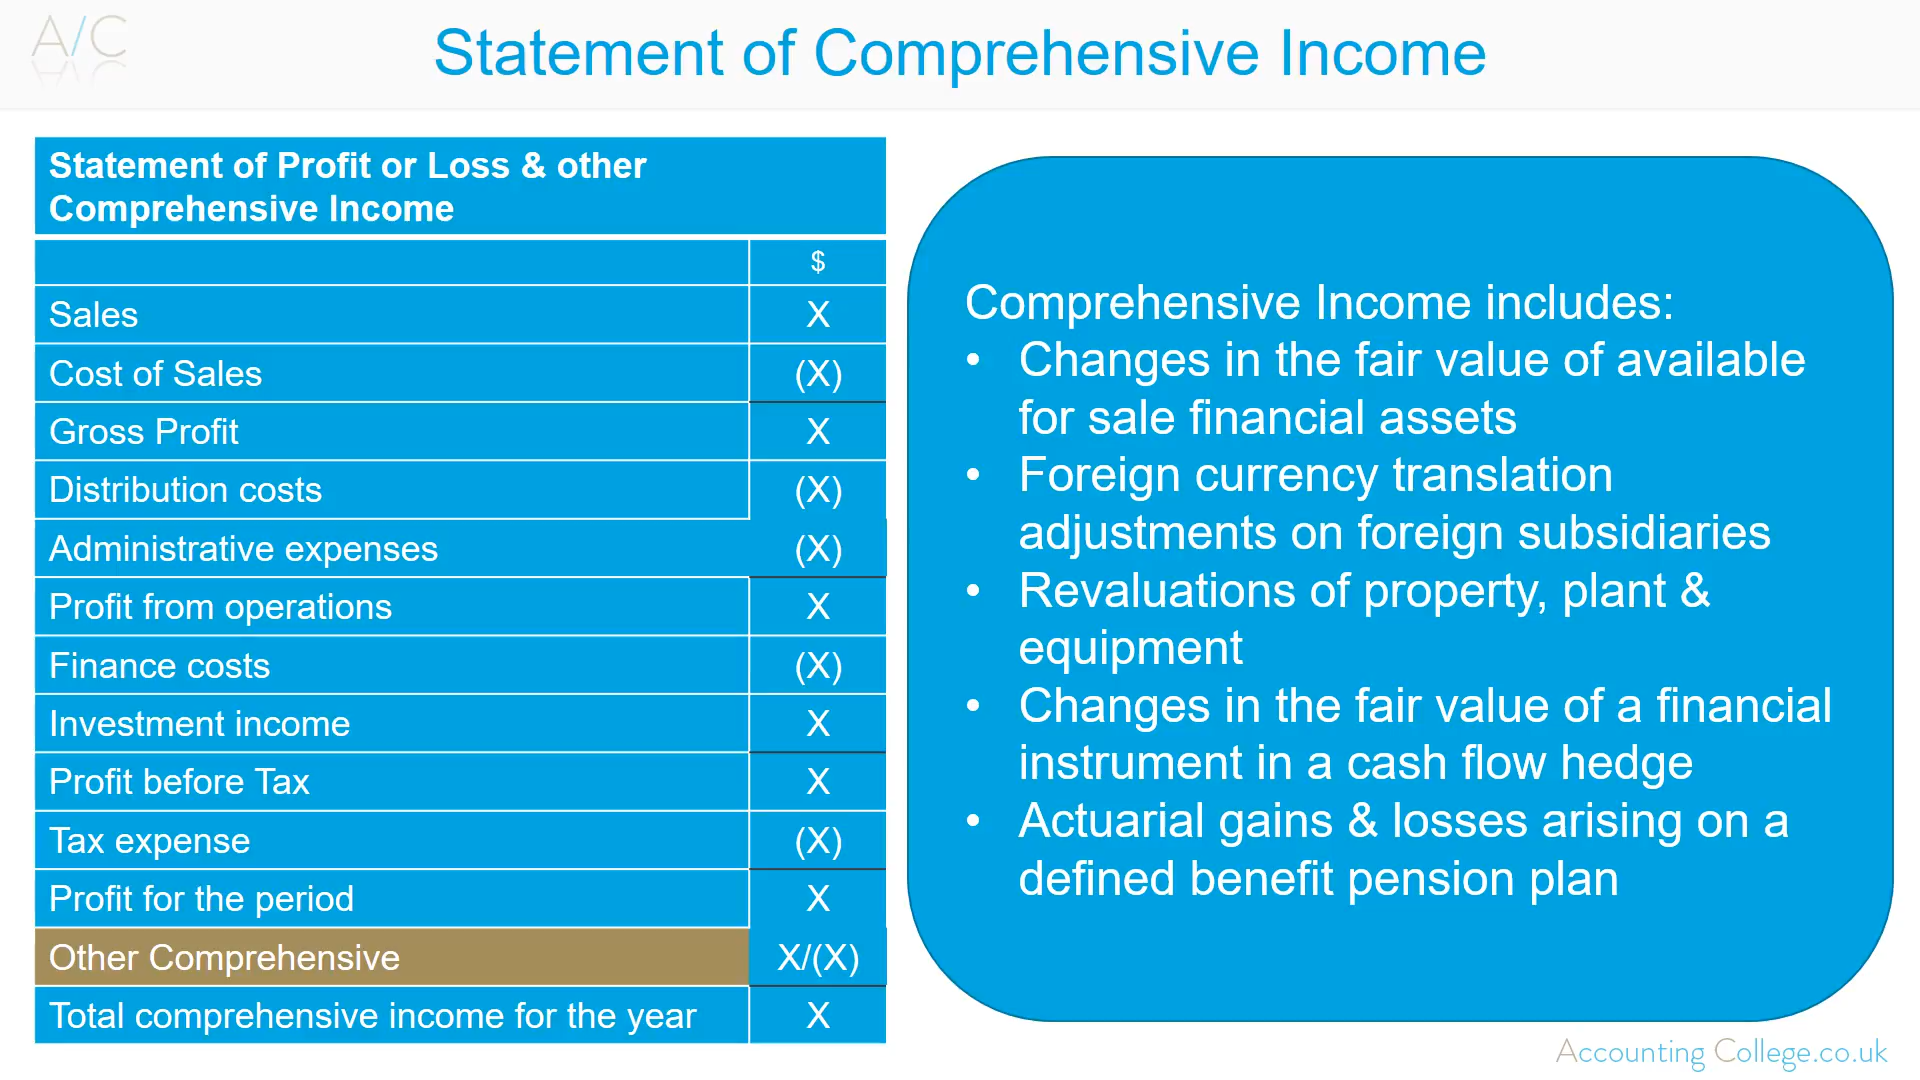 A/C
Statement of Comprehensive Income
Statement of Profit or Loss & other
Comprehensive Income
$
Sales X
Cost of Sales (X)
Gross Profit X
Distribution costs (X)
Administrative expenses (X)
Profit from operations X
Finance costs (X)
Investment income X
Profit before Tax X
Tax expense (X)
Profit for the period X
Other Comprehensive X/(X)
Total comprehensive income for the year X
Comprehensive Income includes:
• Changes in the fair value of available
for sale financial assets
• Foreign currency translation
adjustments on foreign subsidiaries
• Revaluations of property, plant &
equipment
• Changes in the fair value of a financial
instrument in a cash flow hedge
• Actuarial gains & losses arising on a
defined benefit pension plan
Accounting College.co.uk